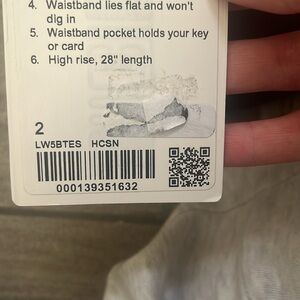 4. Waistband lies flat and won't
dig in
5. Waistband pocket holds your key
or card
6. High rise, 28" length
2
LW5BTES HCSN
000139351632